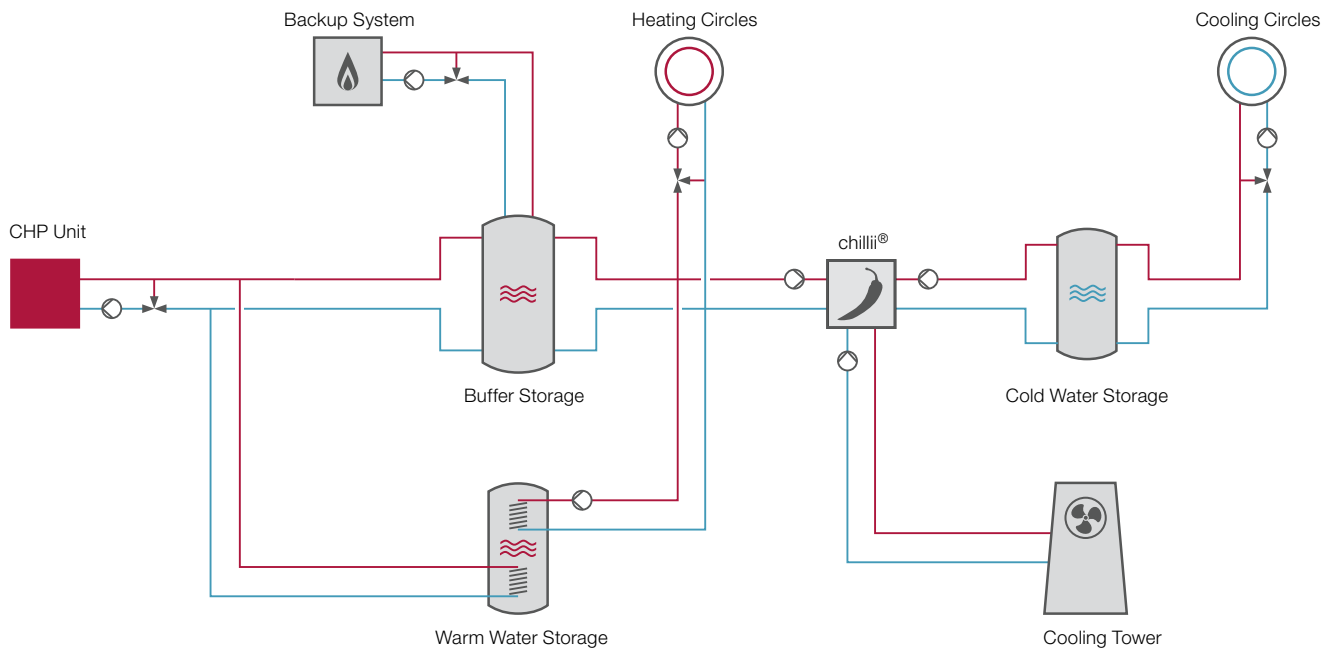 Backup System
Heating Circles
Cooling Circles
CHP Unit
chillii®
Buffer Storage
Cold Water Storage
Warm Water Storage
Cooling Tower